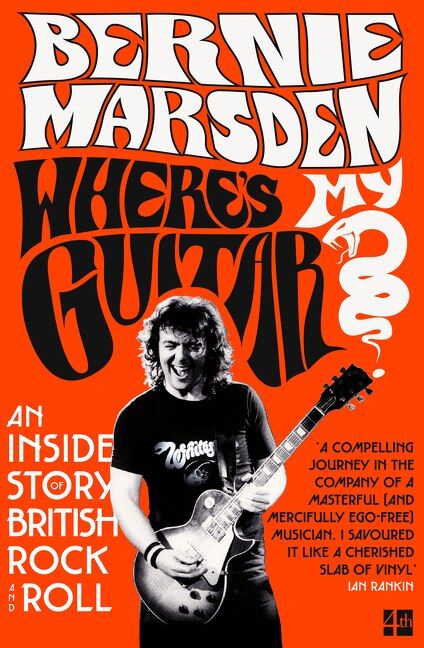 BERNIE
MARSDEN
WHERE'S MY
GUITAR
AN
INSIDE
STORY OF
BRITISH
ROCK
AND ROLL
Whites
'A COMPELLING
JOURNEY IN THE
COMPANY OF A
MASTERFUL (AND
MERCIFULLY EGO-FREE)
MUSICIAN. I SAVOURED
IT LIKE A CHERISHED
SLAB OF VINYL'
IAN RANKIN
4th